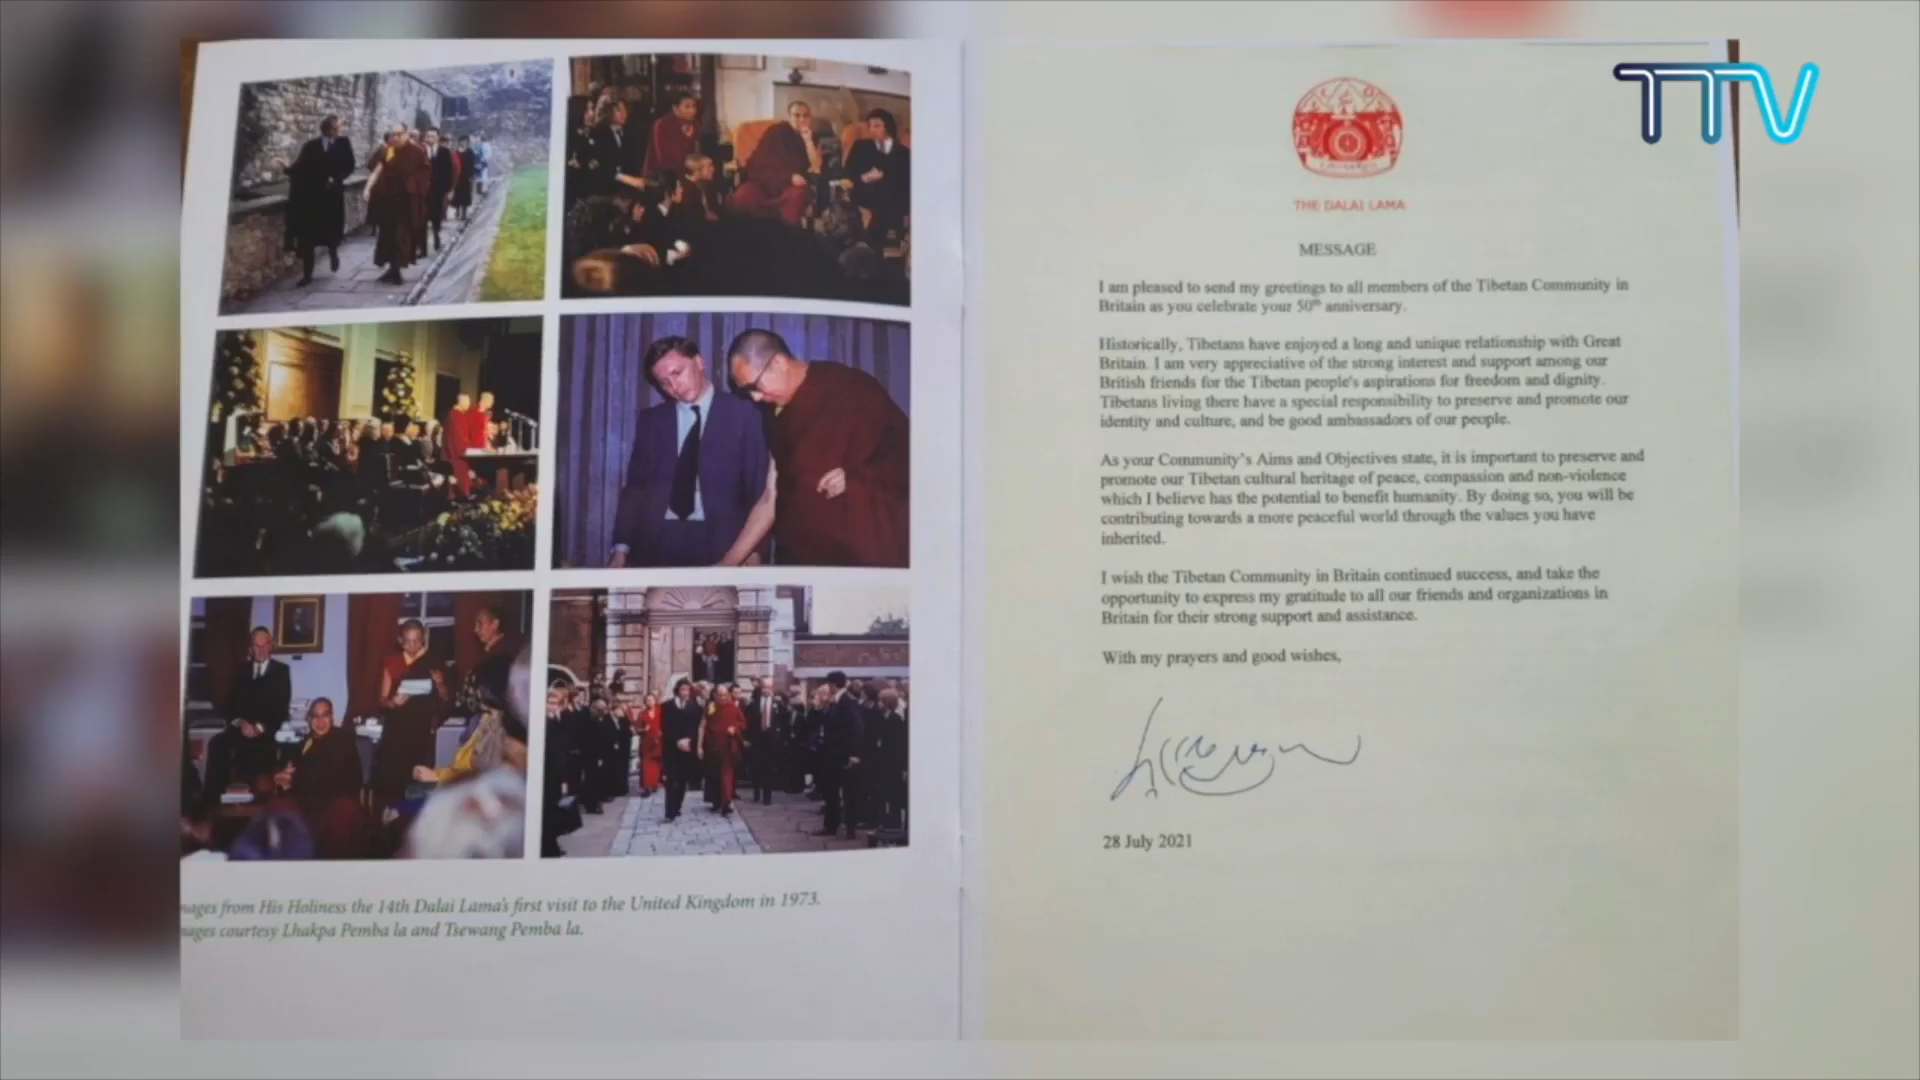 TTV
THE DALAI LAMA
MESSAGE
I am pleased to send my greetings to all members of the Tibetan Community in
Britain as you celebrate your 50th anniversary.
Historically, Tibetans have enjoyed a long and unique relationship with Great
Britain. I am very appreciative of the strong interest and support among our
British friends for the Tibetan people's aspirations for freedom and dignity.
Tibetans living there have a special responsibility to preserve and promote our
identity and culture, and be good ambassadors of our people.
As your Community's Aims and Objectives state, it is important to preserve and
promote our Tibetan cultural heritage of peace, compassion and non-violence
which I believe has the potential to benefit humanity. By doing so, you will be
contributing towards a more peaceful world through the values you have
inherited.
I wish the Tibetan Community in Britain continued success, and take the
opportunity to express my gratitude to all our friends and organizations in
Britain for their strong support and assistance.
With my prayers and good wishes,
28 July 2021
mages from His Holiness the 14th Dalai Lama's first visit to the United Kingdom in 1973.
mages courtesy Lhakpa Pemba la and Tsewang Pemba la.